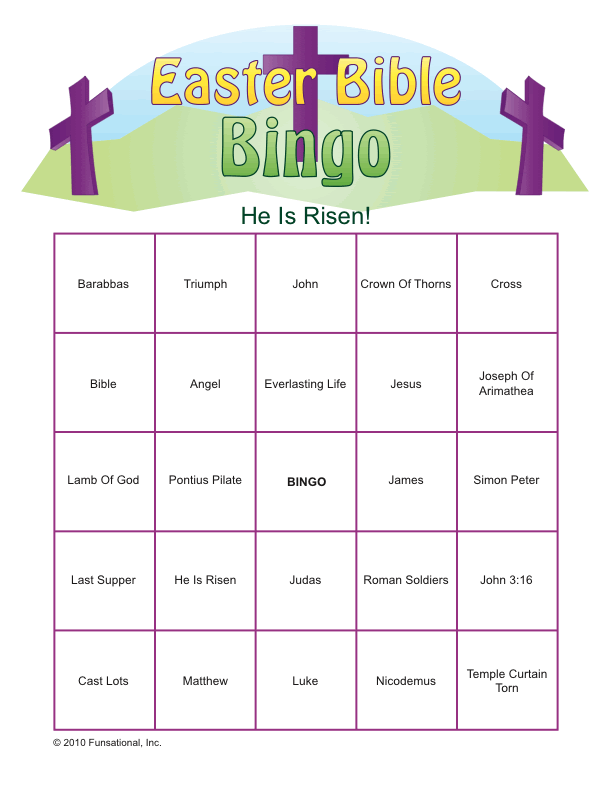 Easter Bible
Bingo
He Is Risen!
Barabbas
Triumph
John
Crown Of Thorns
Cross
Bible
Angel
Everlasting Life
Jesus
Joseph Of
Arimathea
Lamb Of God
Pontius Pilate
BINGO
James
Simon Peter
Last Supper
He Is Risen
Judas
Roman Soldiers
John 3:16
Cast Lots
Matthew
Luke
Nicodemus
Temple Curtain
Torn
© 2010 Funsational, Inc.